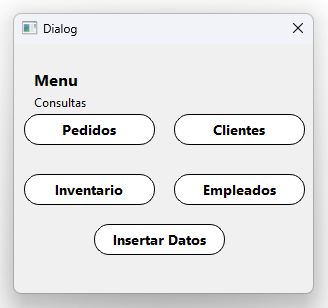 Dialog
Menu
Consultas
Pedidos Clientes
Inventario Empleados
Insertar Datos